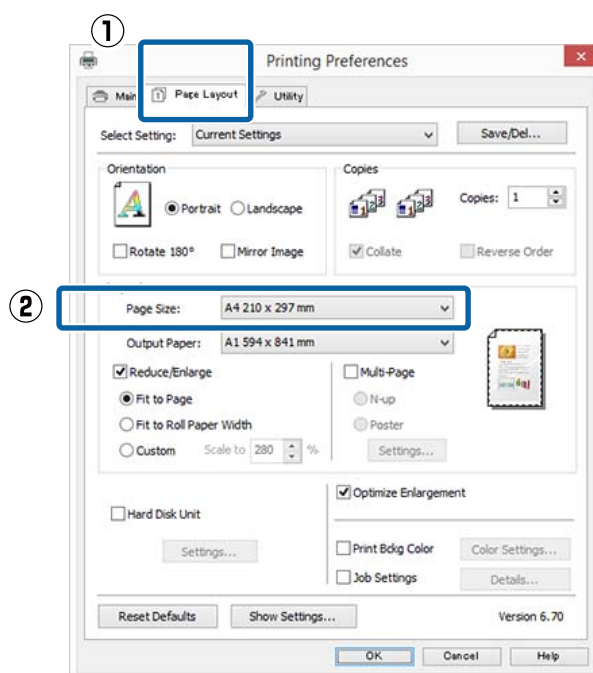 ①
Printing Preferences
Main Page Layout Utility
Select Setting: Current Settings Save/Del...
Orientation Copies
Portrait Landscape Copies: 1
Rotate 180° Mirror Image Collate Reverse Order
②
Page Size: A4 210 x 297 mm
Output Paper: A1 594 x 841 mm
Reduce/Enlarge Multi-Page
Fit to Page N-up
Fit to Roll Paper Width Poster
Custom Scale to 280 % Settings...
Optimize Enlargement
Hard Disk Unit
Settings... Print Bckg Color Color Settings...
Job Settings Details...
Reset Defaults Show Settings... Version 6.70
OK Cancel Help